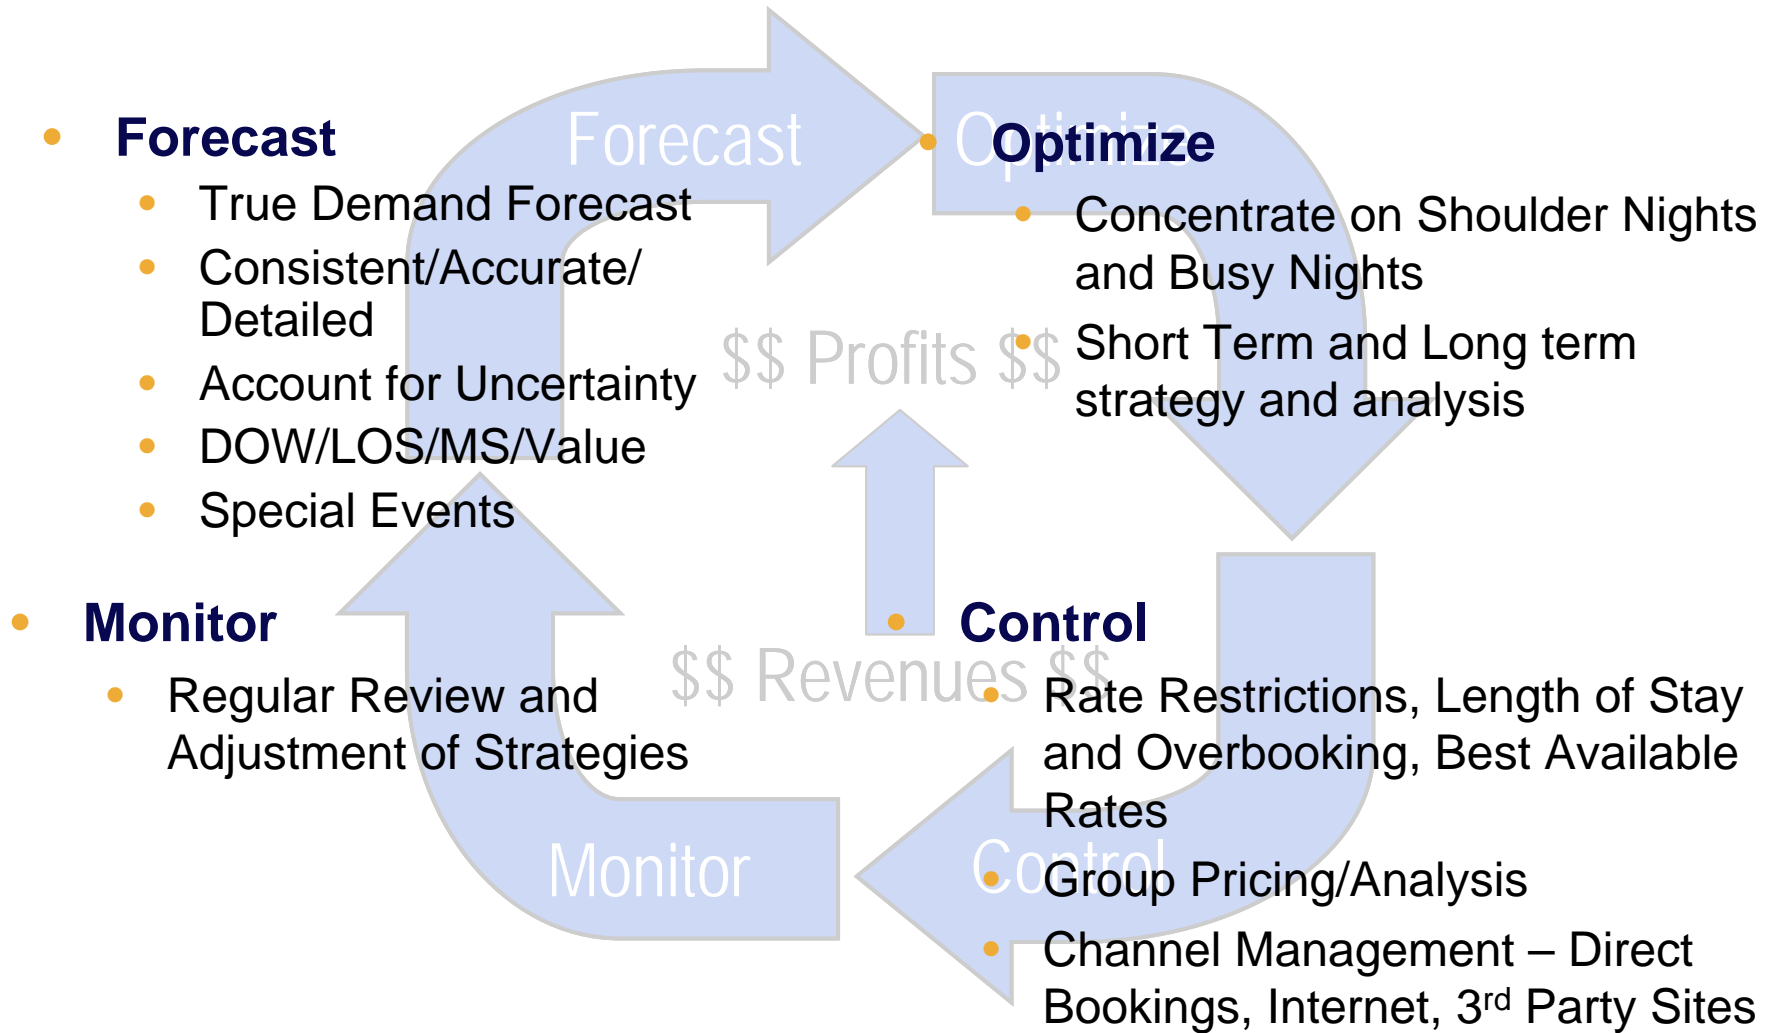 Forecast
• Forecast
• True Demand Forecast
• Consistent/Accurate/
Detailed
• Account for Uncertainty
• DOW/LOS/MS/Value
• Special Events
Optimize
• Optimize
• Concentrate on Shoulder Nights
and Busy Nights
• Short Term and Long term
strategy and analysis
$$ Profits $$
$$ Revenues $$
• Monitor
• Regular Review and
Adjustment of Strategies
Monitor
• Control
• Rate Restrictions, Length of Stay
and Overbooking, Best Available
Rates
Control
• Group Pricing/Analysis
• Channel Management – Direct
Bookings, Internet, 3rd Party Sites